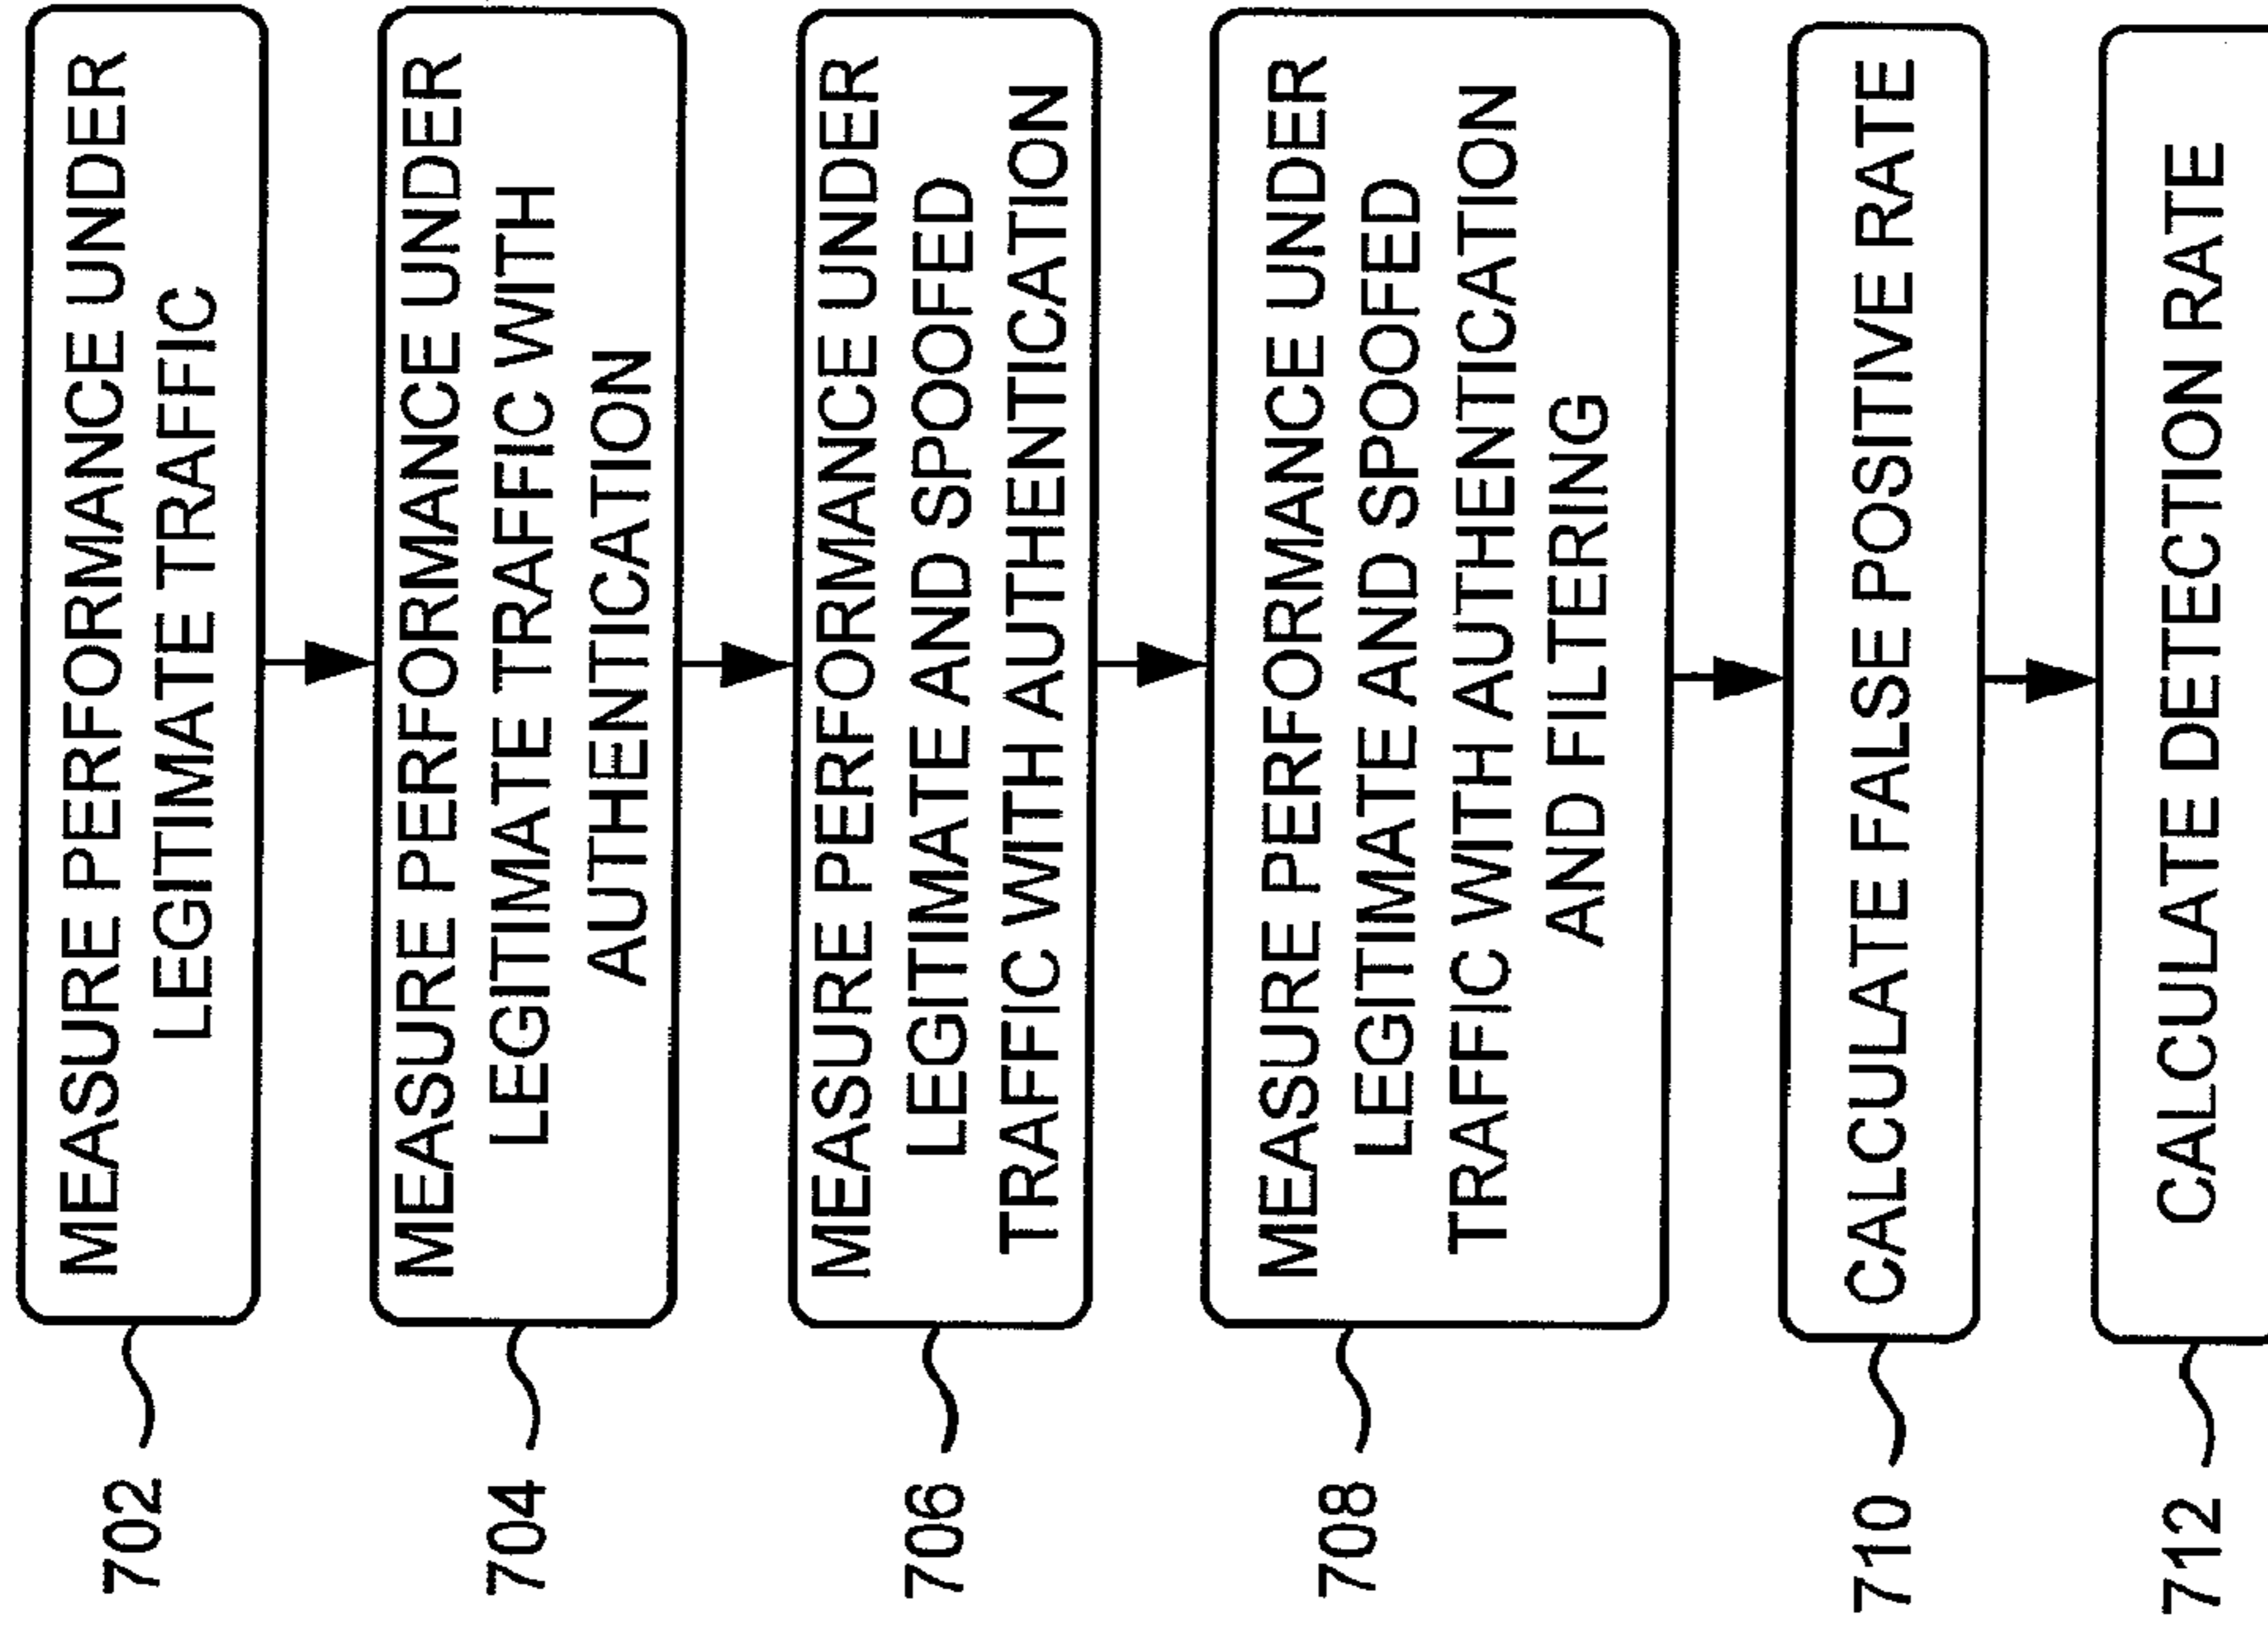 702
MEASURE PERFORMANCE UNDER
LEGITIMATE TRAFFIC
704
MEASURE PERFORMANCE UNDER
LEGITIMATE TRAFFIC WITH
AUTHENTICATION
706
MEASURE PERFORMANCE UNDER
LEGITIMATE AND SPOOFED
TRAFFIC WITH AUTHENTICATION
708
MEASURE PERFORMANCE UNDER
LEGITIMATE AND SPOOFED
TRAFFIC WITH AUTHENTICATION
AND FILTERING
710
CALCULATE FALSE POSITIVE RATE
712
CALCULATE DETECTION RATE